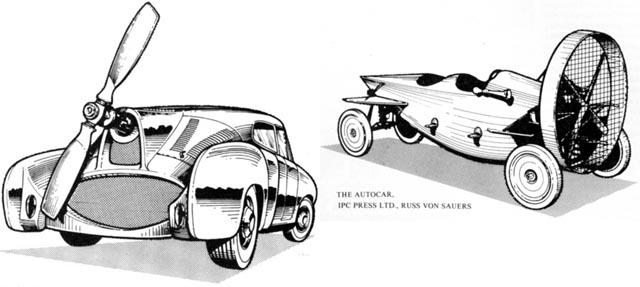 THE AUTOCAR,
IPC PRESS LTD., RUSS VON SAUERS